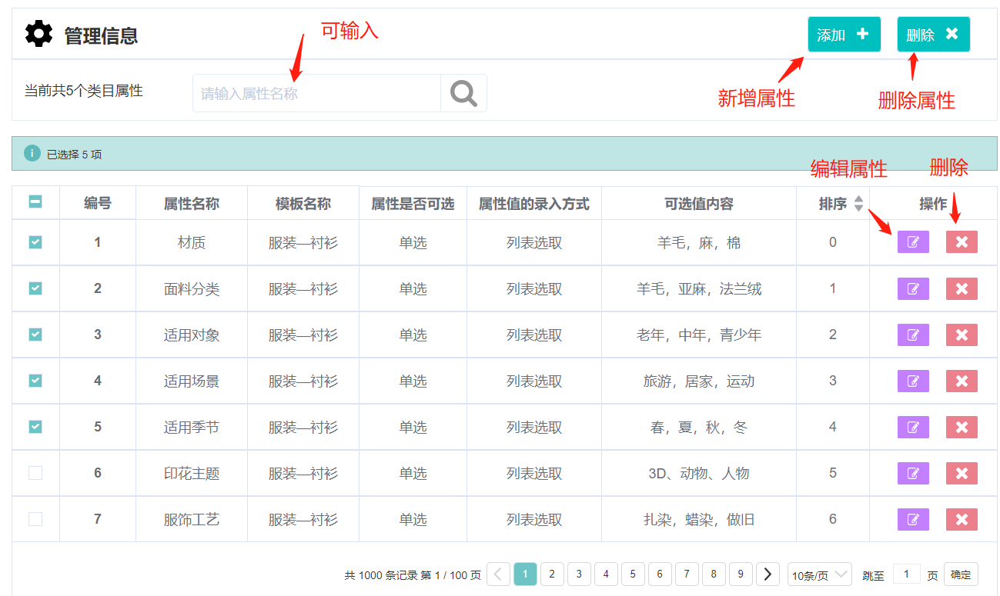 管理信息
可输入
添加
删除
新增属性
删除属性
当前共5个类目属性
请输入属性名称
已选择 5 项
编辑属性
删除
编号 属性名称 模板名称 属性是否可选 属性值的录入方式 可选值内容 排序 操作
1 材质 服装—衬衫 单选 列表选取 羊毛，麻，棉 0
2 面料分类 服装—衬衫 单选 列表选取 羊毛，亚麻，法兰绒 1
3 适用对象 服装—衬衫 单选 列表选取 老年，中年，青少年 2
4 适用场景 服装—衬衫 单选 列表选取 旅游，居家，运动 3
5 适用季节 服装—衬衫 单选 列表选取 春，夏，秋，冬 4
6 印花主题 服装—衬衫 单选 列表选取 3D、动物、人物 5
7 服饰工艺 服装—衬衫 单选 列表选取 扎染，蜡染，做旧 6
共 1000 条记录 第 1 / 100 页 1 2 3 4 5 6 7 8 9 10条/页 跳至 1 页 确定